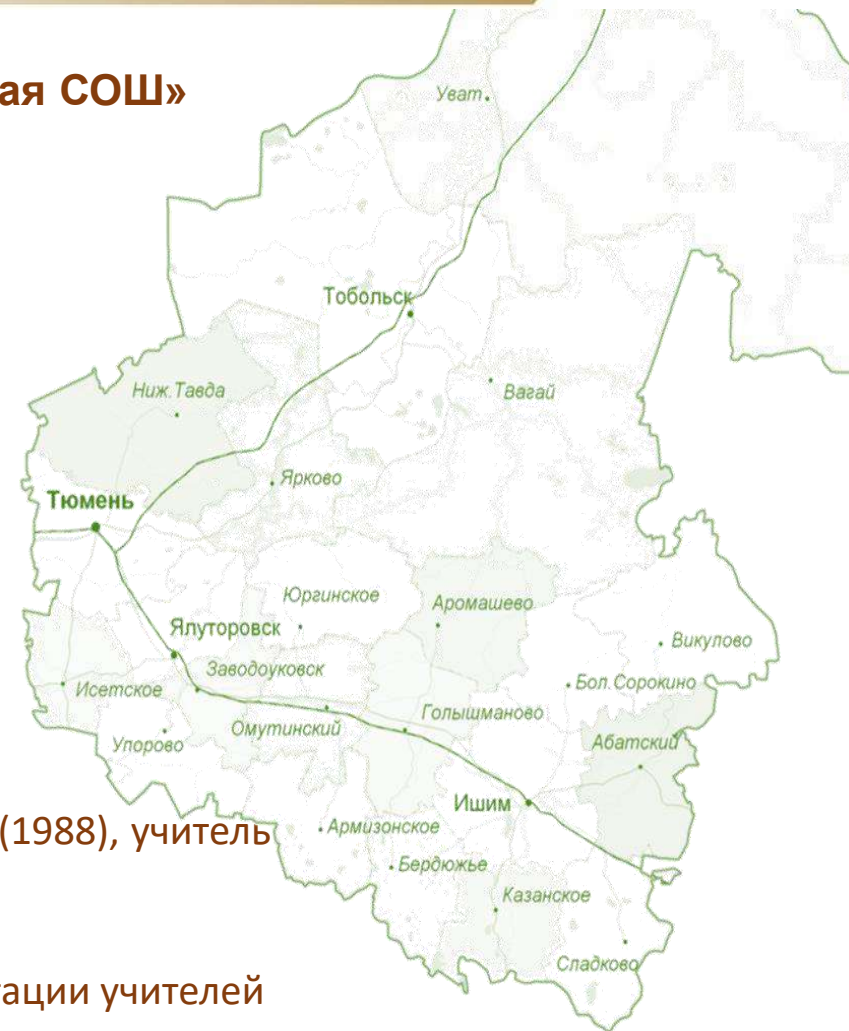 ая СОШ»
Уват
Тобольск
Ниж.Тавда
Вагай
Ярково
Тюмень
Юргинское
Аромашево
Ялуторовск
Викулово
Заводоуковск
Исетское
Бол.Сорокино
Голышманово
Омутинский
Упорово
Абатский
Ишим
(1988), учитель
Армизонское
Бердюжье
Казанское
Сладково
тации учителей